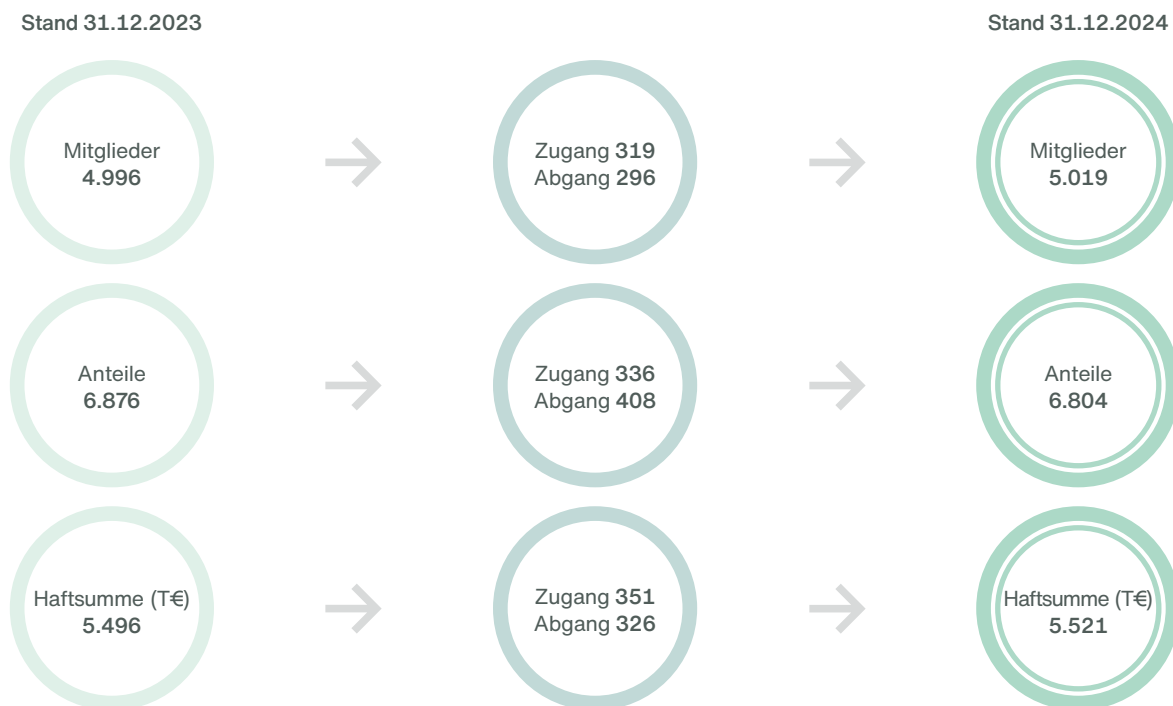 Stand 31.12.2023
Stand 31.12.2024
Mitglieder
4.996
Zugang 319
Abgang 296
Mitglieder
5.019
Anteile
6.876
Zugang 336
Abgang 408
Anteile
6.804
Haftsumme (T€)
5.496
Zugang 351
Abgang 326
Haftsumme (T€)
5.521